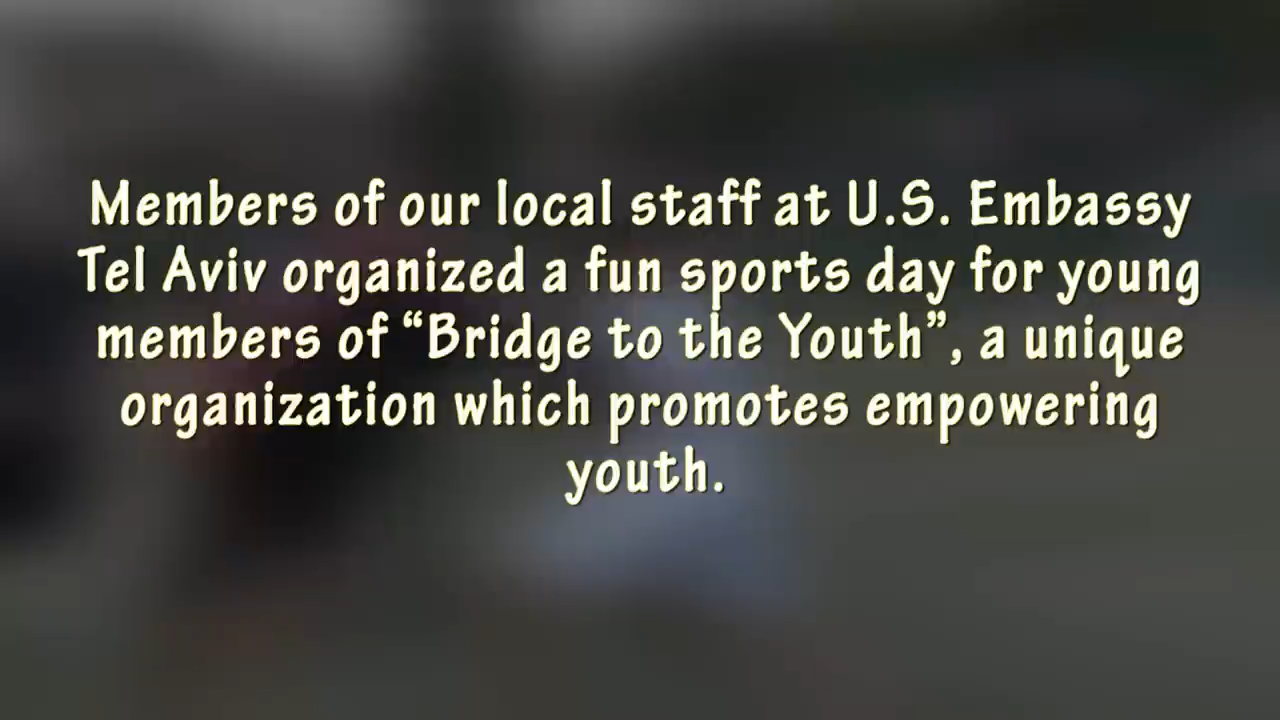 Members of our local staff at U.S. Embassy
Tel Aviv organized a fun sports day for young
members of “Bridge to the Youth”, a unique
organization which promotes empowering
youth.